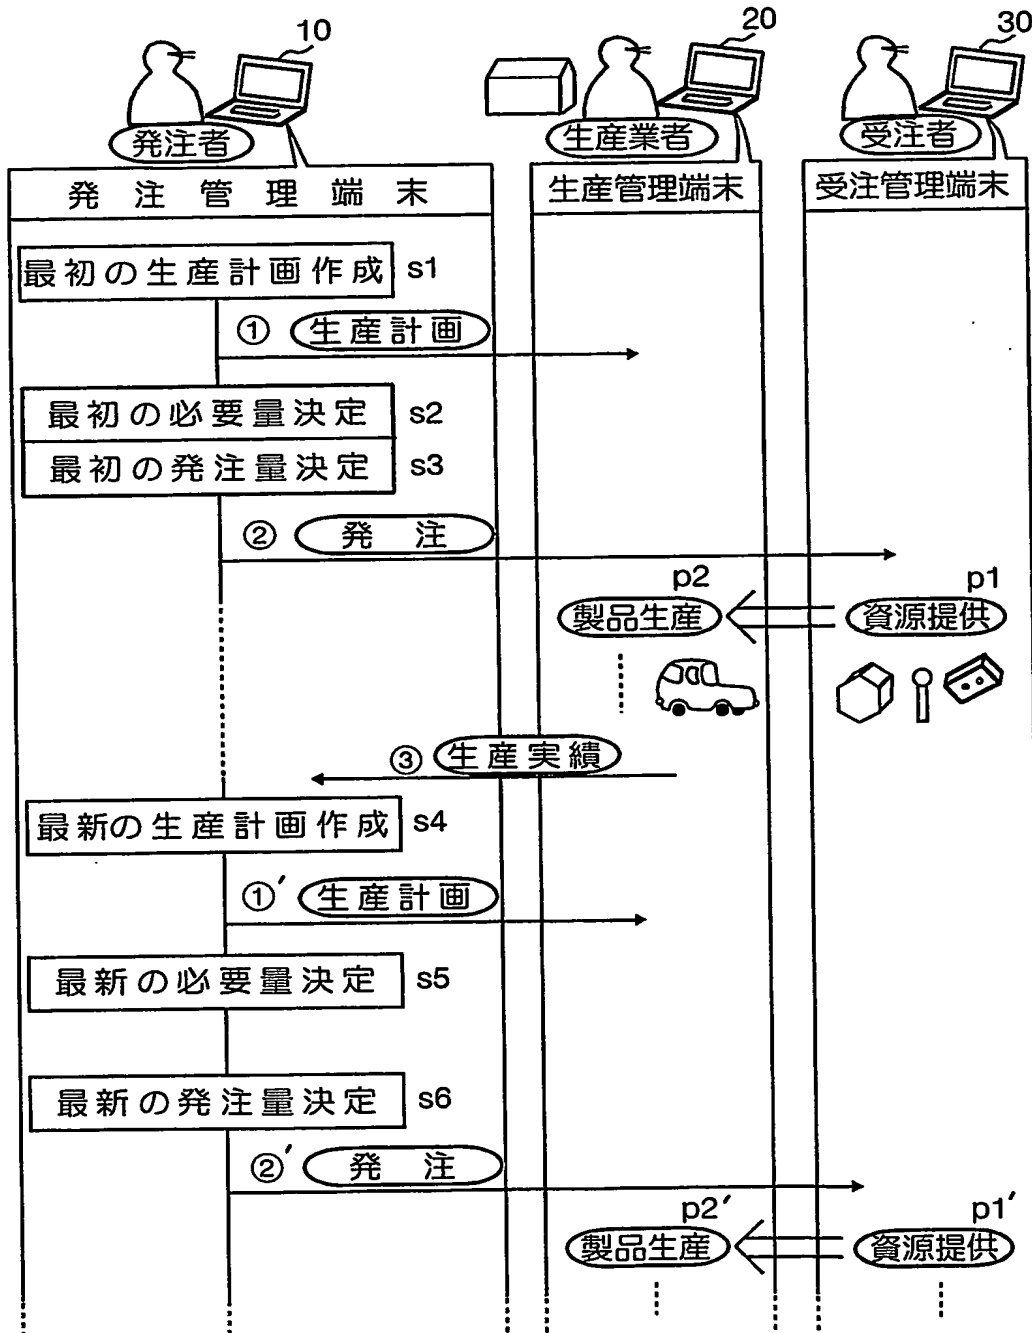 10
20
30
発注者
生産業者
受注者
発注管理端末
生産管理端末
受注管理端末
最初の生産計画作成 s1
① 生産計画
最初の必要量決定 s2
最初の発注量決定 s3
② 発注
p2
p1
製品生産
資源提供
③ 生産実績
最新の生産計画作成 s4
①′ 生産計画
最新の必要量決定 s5
最新の発注量決定 s6
②′ 発注
p2′
p1′
製品生産
資源提供